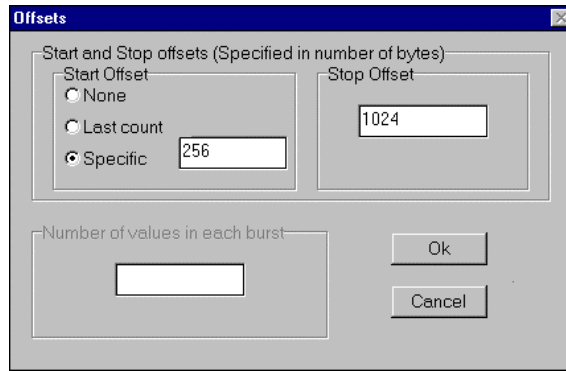 Offsets
Start and Stop offsets (Specified in number of bytes)
Start Offset
None
Last count
Specific
256
Stop Offset
1024
Number of values in each burst
Ok
Cancel